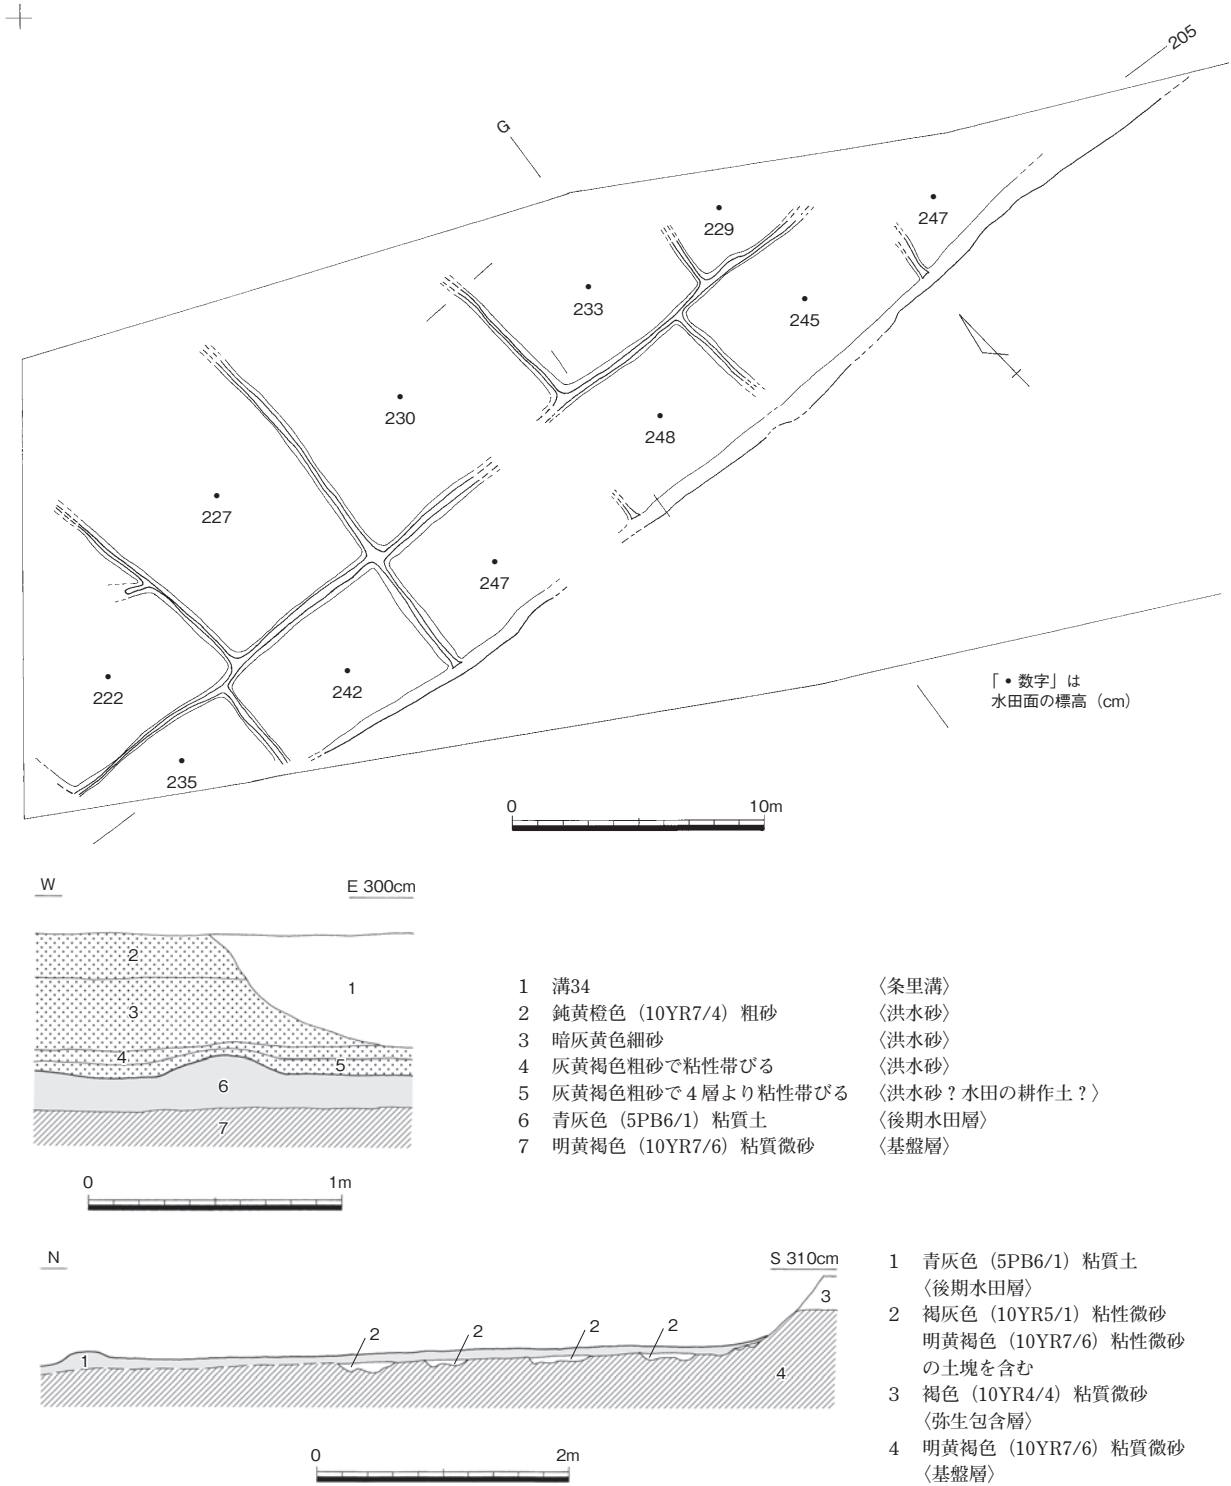 205
G
247
229
233
245
230
248
227
247
222
242
235
「・数字」は
水田面の標高（cm）
0 10m
W E 300cm
2
1
3
4
5
6
7
1 溝34 〈条里溝〉
2 鈍黄橙色（10YR7/4）粗砂 〈洪水砂〉
3 暗灰黄色細砂 〈洪水砂〉
4 灰黄褐色粗砂で粘性帯びる 〈洪水砂〉
5 灰黄褐色粗砂で４層より粘性帯びる 〈洪水砂？水田の耕作土？〉
6 青灰色（5PB6/1）粘質土 〈後期水田層〉
7 明黄褐色（10YR7/6）粘質微砂 〈基盤層〉
0 1m
N S 310cm
3
2 2 2 2
1
4
0 2m
1 青灰色（5PB6/1）粘質土
〈後期水田層〉
2 褐灰色（10YR5/1）粘性微砂
明黄褐色（10YR7/6）粘性微砂
の土塊を含む
3 褐色（10YR4/4）粘質微砂
〈弥生包含層〉
4 明黄褐色（10YR7/6）粘質微砂
〈基盤層〉